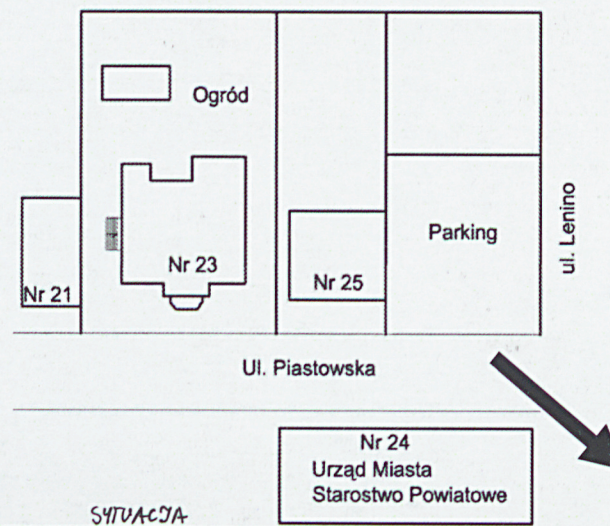 Ogród
ul. Lenino
Parking
Nr 23
Nr 25
Nr 21
Ul. Piastowska
Nr 24
Urząd Miasta
Starostwo Powiatowe
SYTUACJA